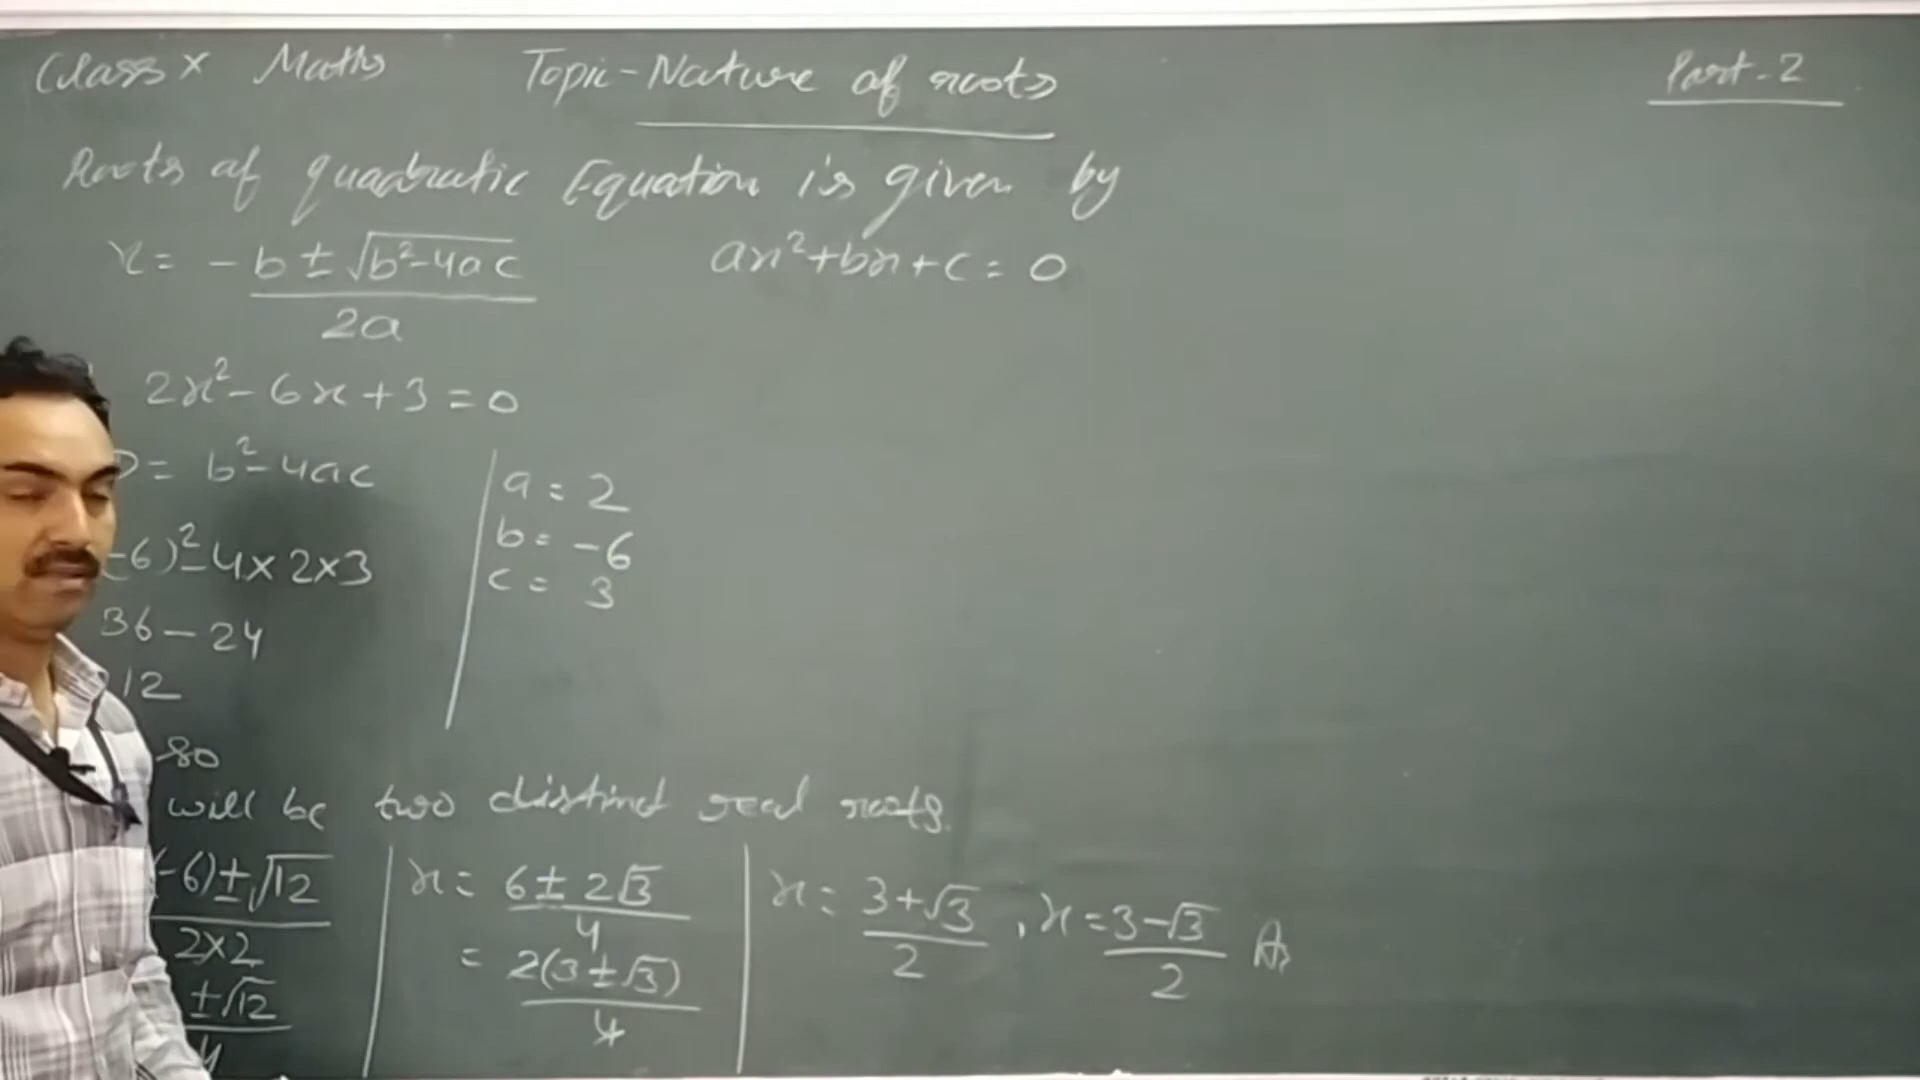 Class X Maths Topic-Nature of roots Part-2
Roots of quadratic Equation is given by
x = -b ± √b²-4ac / 2a ax²+bx+c = 0
2x²-6x+3=0
D = b²-4ac
a = 2
b = -6
c = 3
-6)²-4×2×3
36-24
12
80
will be two distinct real roots.
(-6)±√12 / 2×2
±√12 / 4
x = 6±2√3 / 4
= 2(3±√3) / 4
x = 3+√3 / 2 , x = 3-√3 / 2 A